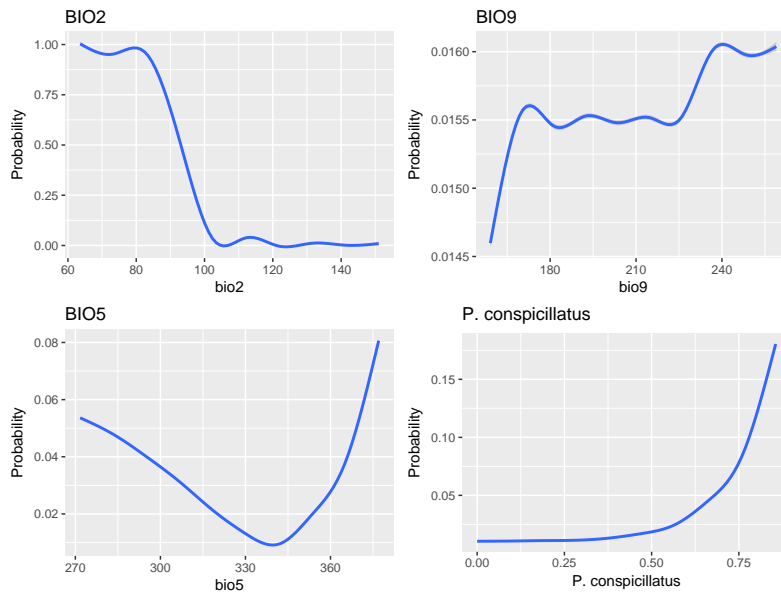 BIO2
1.00
0.75
0.50
0.25
0.00
Probability
60 80 100 120 140
bio2
BIO9
0.0160
0.0155
0.0150
0.0145
Probability
180 210 240
bio9
BIO5
0.08
0.06
0.04
0.02
Probability
270 300 330 360
bio5
P. conspicillatus
0.15
0.10
0.05
Probability
0.00 0.25 0.50 0.75
P. conspicillatus